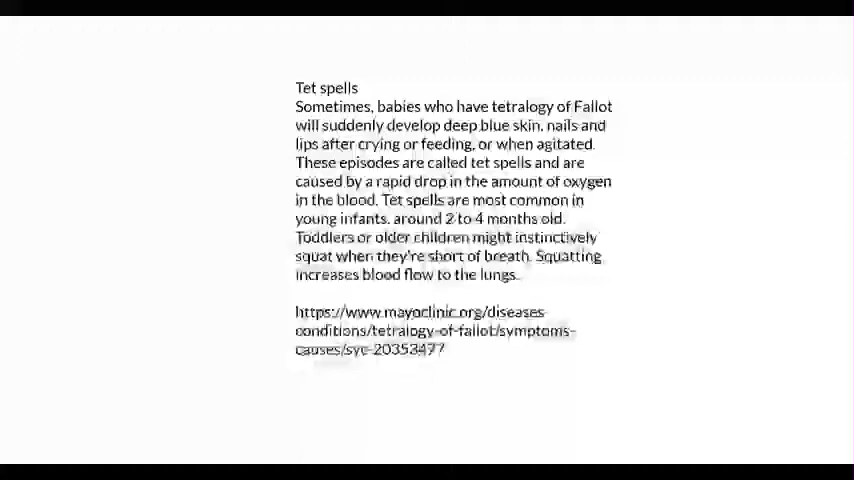 Tet spells
Sometimes, babies who have tetralogy of Fallot
will suddenly develop deep blue skin, nails and
lips after crying or feeding, or when agitated.
These episodes are called tet spells and are
caused by a rapid drop in the amount of oxygen
in the blood. Tet spells are most common in
young infants, around 2 to 4 months old.
Toddlers or older children might instinctively
squat when they're short of breath. Squatting
increases blood flow to the lungs.
https://www.mayoclinic.org/diseases-
conditions/tetralogy-of-fallot/symptoms-
causes/syc-20353477